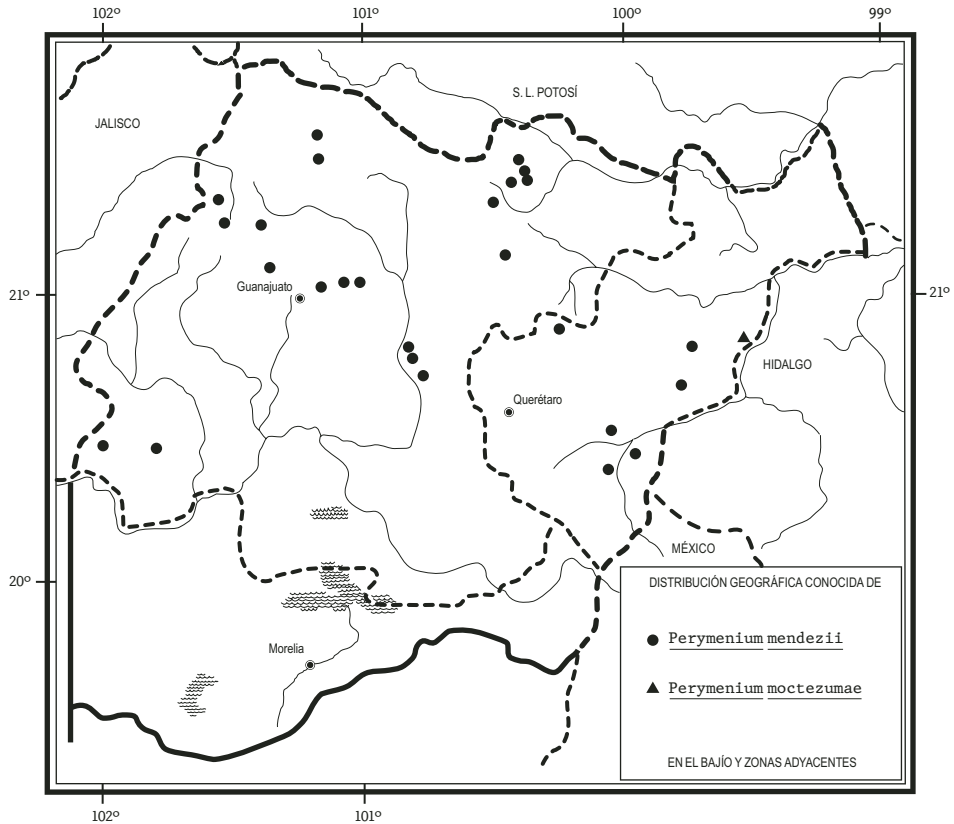 102º 101º 100º 99º
S. L. POTOSÍ
JALISCO
Guanajuato
21º 21º
HIDALGO
Querétaro
MÉXICO
20º
DISTRIBUCIÓN GEOGRÁFICA CONOCIDA DE
Perymenium mendezii
Morelia
Perymenium moctezumae
EN EL BAJÍO Y ZONAS ADYACENTES
102º 101º